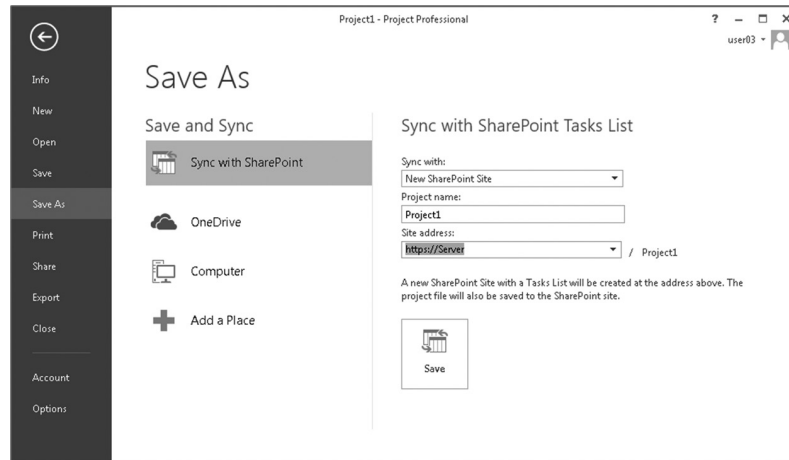 Project1 - Project Professional
?
user03
Info
New
Open
Save
Save As
Print
Share
Export
Close
Account
Options
Save As
Save and Sync
Sync with SharePoint
OneDrive
Computer
Add a Place
Sync with SharePoint Tasks List
Sync with:
New SharePoint Site
Project name:
Project1
Site address:
https://Server / Project1
A new SharePoint Site with a Tasks List will be created at the address above. The
project file will also be saved to the SharePoint site.
Save